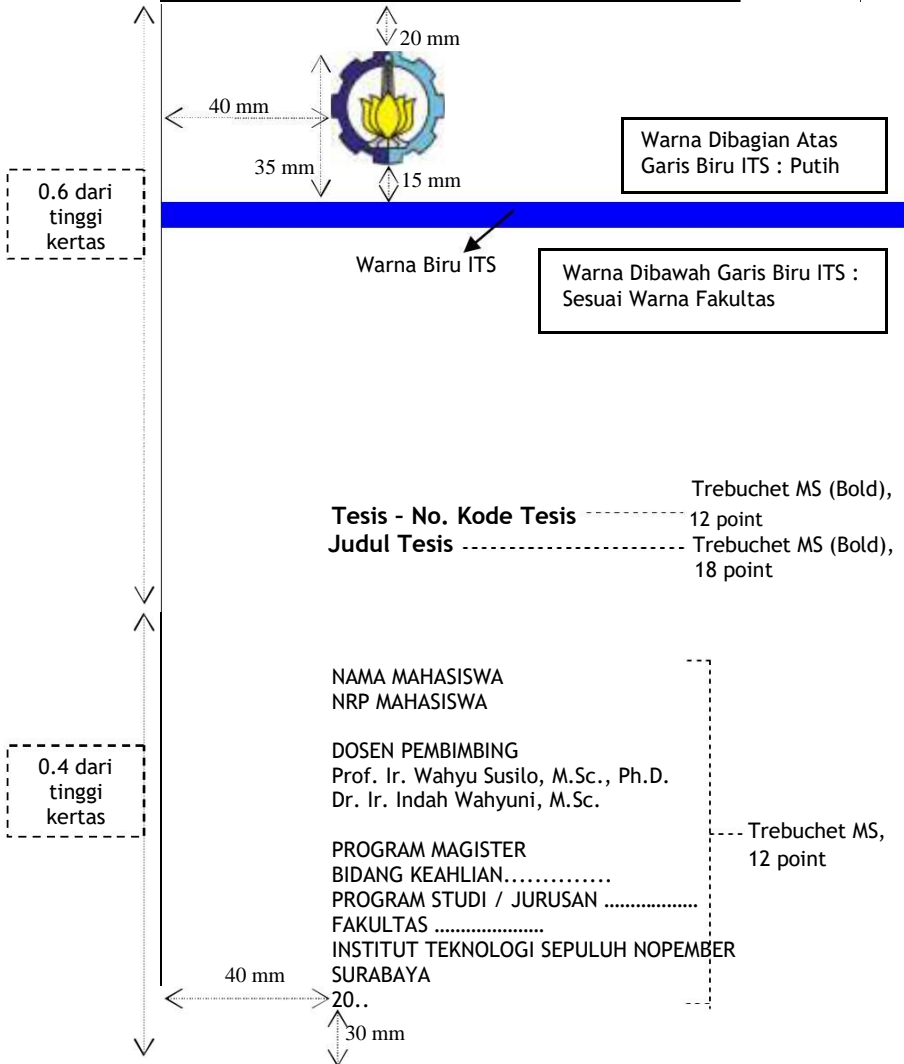 20 mm
40 mm
35 mm
15 mm
Warna Dibagian Atas
Garis Biru ITS : Putih
0.6 dari
tinggi
kertas
Warna Biru ITS
Warna Dibawah Garis Biru ITS :
Sesuai Warna Fakultas
Tesis – No. Kode Tesis
Trebuchet MS (Bold),
12 point
Judul Tesis
Trebuchet MS (Bold),
18 point
NAMA MAHASISWA
NRP MAHASISWA
DOSEN PEMBIMBING
Prof. Ir. Wahyu Susilo, M.Sc., Ph.D.
Dr. Ir. Indah Wahyuni, M.Sc.
0.4 dari
tinggi
kertas
Trebuchet MS,
12 point
PROGRAM MAGISTER
BIDANG KEAHLIAN..............
PROGRAM STUDI / JURUSAN ..................
FAKULTAS .....................
INSTITUT TEKNOLOGI SEPULUH NOPEMBER
SURABAYA
20..
40 mm
30 mm